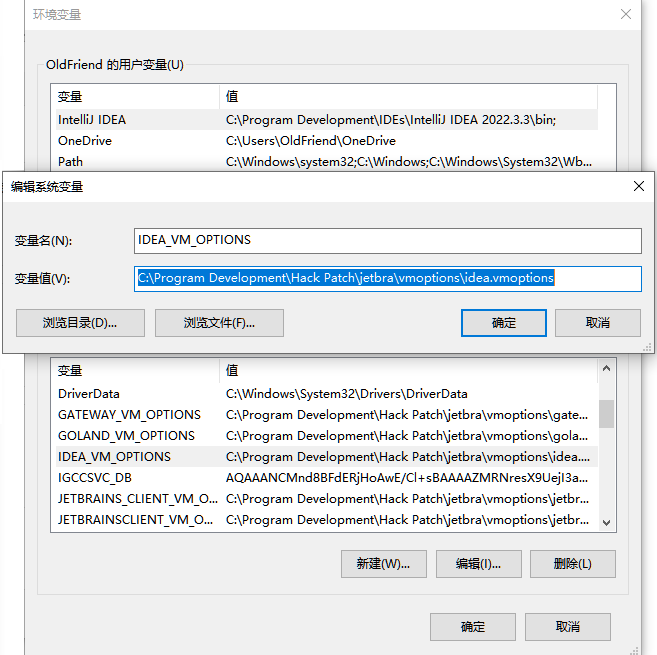 环境变量
OldFriend 的用户变量(U)
变量 值
IntelliJ IDEA C:\Program Development\IDEs\IntelliJ IDEA 2022.3.3\bin;
OneDrive C:\Users\OldFriend\OneDrive
Path C:\Windows\system32;C:\Windows;C:\Windows\System32\Wb...
编辑系统变量
变量名(N): IDEA_VM_OPTIONS
变量值(V): C:\Program Development\Hack Patch\jetbra\vmoptions\idea.vmoptions
浏览目录(D)... 浏览文件(F)... 确定 取消
变量 值
DriverData C:\Windows\System32\Drivers\DriverData
GATEWAY_VM_OPTIONS C:\Program Development\Hack Patch\jetbra\vmoptions\gate...
GOLAND_VM_OPTIONS C:\Program Development\Hack Patch\jetbra\vmoptions\gola...
IDEA_VM_OPTIONS C:\Program Development\Hack Patch\jetbra\vmoptions\idea....
IGCCSVC_DB AQAAANCMnd8BFdERjHoAwE/Cl+sBAAAAZMRNresX9UejI3a...
JETBRAINS_CLIENT_VM_O... C:\Program Development\Hack Patch\jetbra\vmoptions\jetbr...
JETBRAINSCLIENT_VM_O... C:\Program Development\Hack Patch\jetbra\vmoptions\jetbr...
新建(W)... 编辑(I)... 删除(L)
确定 取消